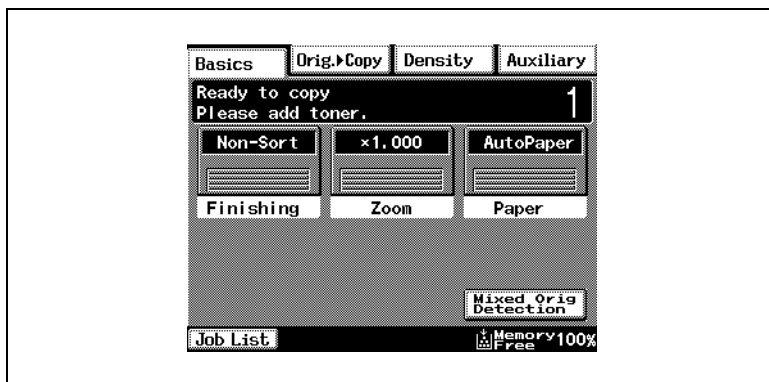 Basics Orig.▶Copy Density Auxiliary
Ready to copy
Please add toner. 1
Non-Sort ×1.000 AutoPaper
Finishing Zoom Paper
Mixed Orig
Detection
Job List Memory
Free 100%